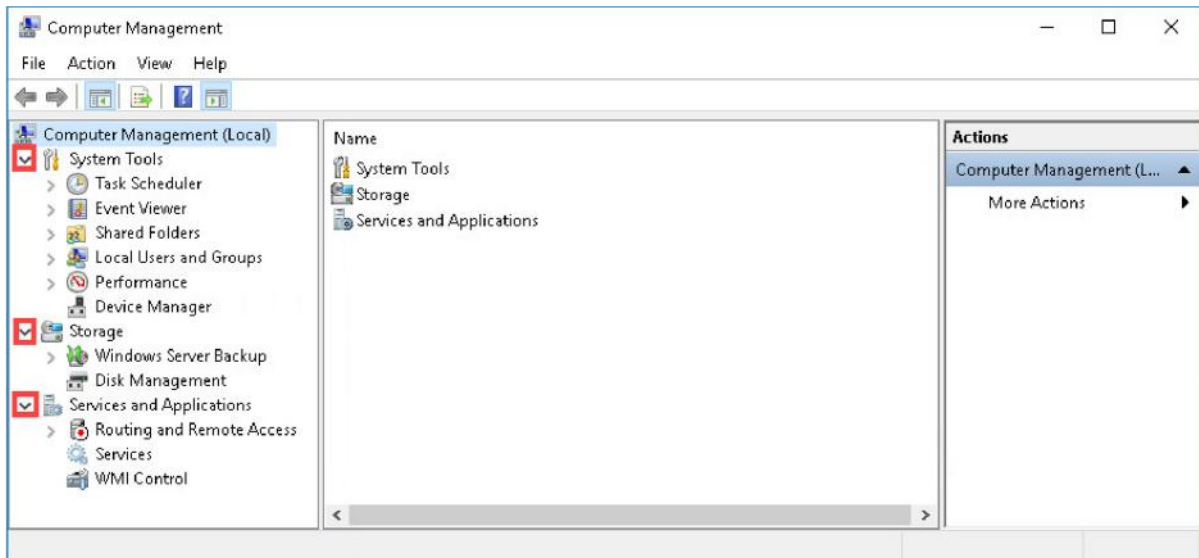 Computer Management
File Action View Help
Computer Management (Local)
System Tools
Task Scheduler
Event Viewer
Shared Folders
Local Users and Groups
Performance
Device Manager
Storage
Windows Server Backup
Disk Management
Services and Applications
Routing and Remote Access
Services
WMI Control
Name
System Tools
Storage
Services and Applications
Actions
Computer Management (L...
More Actions